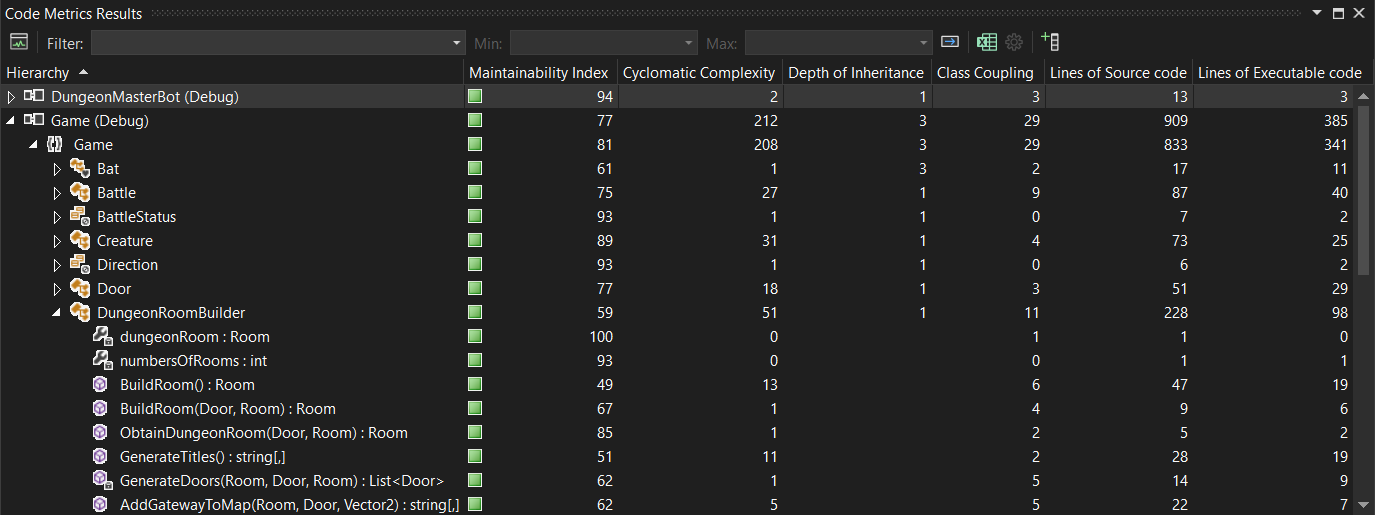 Code Metrics Results
Filter: Min: Max:
Hierarchy Maintainability Index Cyclomatic Complexity Depth of Inheritance Class Coupling Lines of Source code Lines of Executable code
DungeonMasterBot (Debug) 94 2 1 3 13 3
Game (Debug) 77 212 3 29 909 385
Game 81 208 3 29 833 341
Bat 61 1 3 2 17 11
Battle 75 27 1 9 87 40
BattleStatus 93 1 1 0 7 2
Creature 89 31 1 4 73 25
Direction 93 1 1 0 6 2
Door 77 18 1 3 51 29
DungeonRoomBuilder 59 51 1 11 228 98
dungeonRoom : Room 100 0 1 1 0
numbersOfRooms : int 93 0 0 1 1
BuildRoom() : Room 49 13 6 47 19
BuildRoom(Door, Room) : Room 67 1 4 9 6
ObtainDungeonRoom(Door, Room) : Room 85 1 2 5 2
GenerateTitles() : string[,] 51 11 2 28 19
GenerateDoors(Room, Door, Room) : List<Door> 62 1 5 14 9
AddGatewayToMap(Room, Door, Vector2) : string[,] 62 5 5 22 7